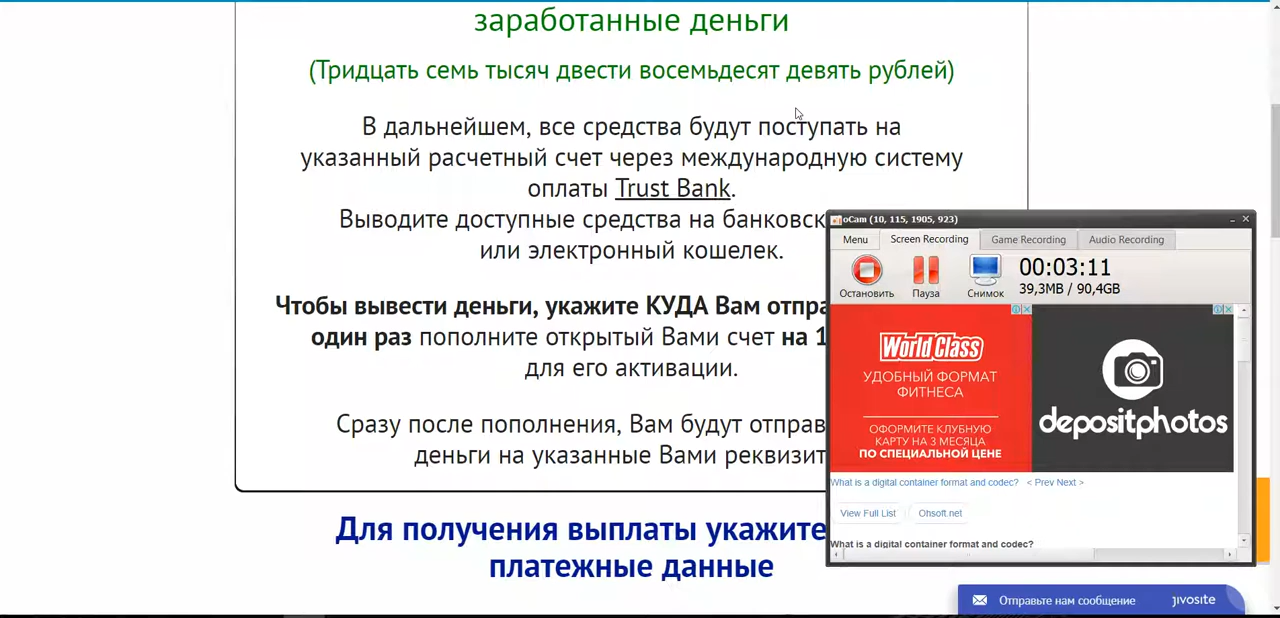 заработанные деньги
(Тридцать семь тысяч двести восемьдесят девять рублей)
В дальнейшем, все средства будут поступать на
указанный расчетный счет через международную систему
оплаты Trust Bank.
Выводите доступные средства на
или электронный кошелек.
Чтобы вывести деньги, укажите КУДА Вам
один раз пополните открытый Вами счет на 1
для его активации.
Сразу после пополнения, Вам будут
деньги на указанные Вами
Для получения выплаты укажите
платежные данные
oCam (10, 115, 1905, 923)
Menu Screen Recording Game Recording Audio Recording
00:03:11
39,3MB / 90,4GB
Остановить Пауза Снимок
World Class
УДОБНЫЙ ФОРМАТ
ФИТНЕСА
ОФОРМИТЕ КЛУБНУЮ
КАРТУ НА 3 МЕСЯЦА
ПО СПЕЦИАЛЬНОЙ ЦЕНЕ
depositphotos
What is a digital container format and codec? < Prev Next >
View Full List Ohsoft.net
What is a digital container format and codec?
Отправьте нам сообщение jivosite